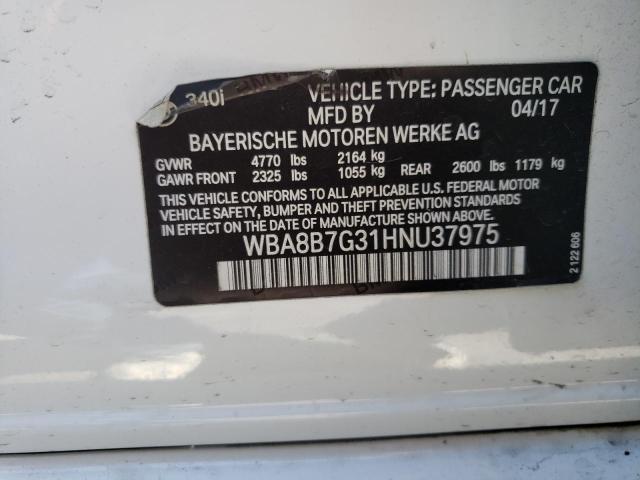 340i
VEHICLE TYPE: PASSENGER CAR
MFD BY 04/17
BAYERISCHE MOTOREN WERKE AG
GVWR 4770 lbs 2164 kg
GAWR FRONT 2325 lbs 1055 kg REAR 2600 lbs 1179 kg
THIS VEHICLE CONFORMS TO ALL APPLICABLE U.S. FEDERAL MOTOR
VEHICLE SAFETY, BUMPER AND THEFT PREVENTION STANDARDS IN EFFECT ON THE
DATE OF MANUFACTURE SHOWN ABOVE.
WBA8B7G31HNU37975
2 122 606